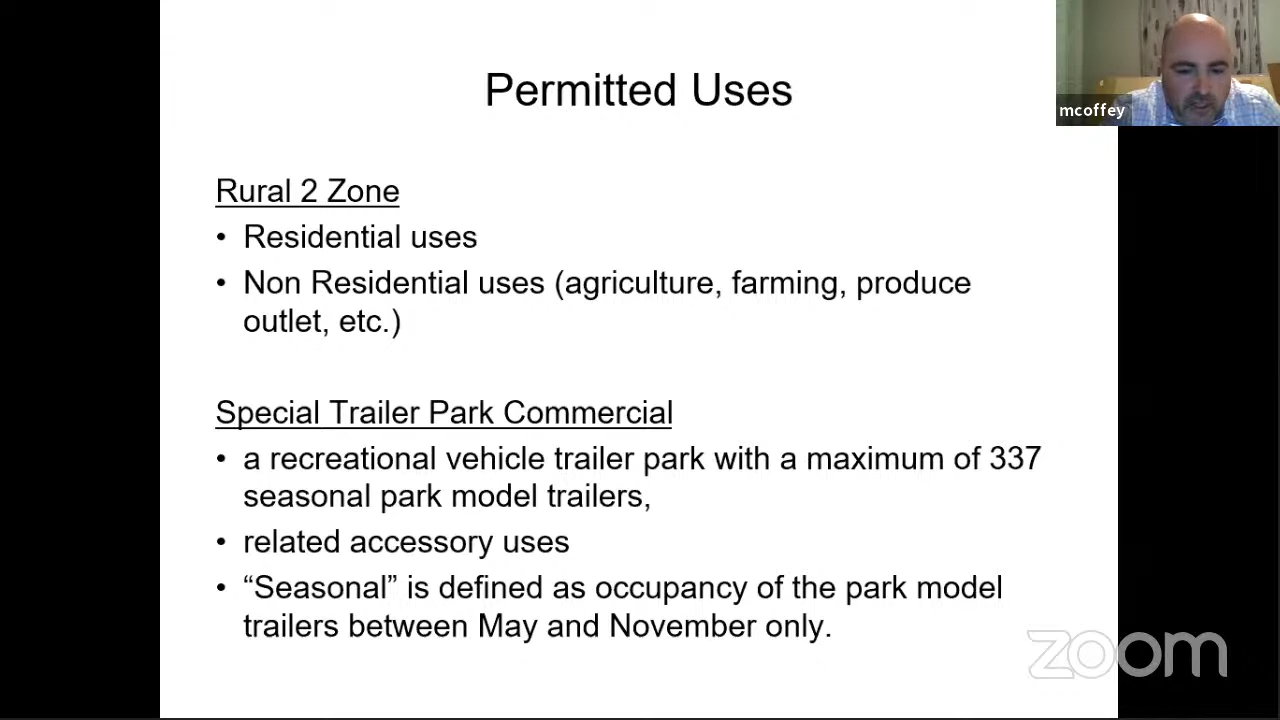 Permitted Uses
mcoffey
Rural 2 Zone
• Residential uses
• Non Residential uses (agriculture, farming, produce
outlet, etc.)
Special Trailer Park Commercial
• a recreational vehicle trailer park with a maximum of 337
seasonal park model trailers,
• related accessory uses
• “Seasonal” is defined as occupancy of the park model
trailers between May and November only.
zoom